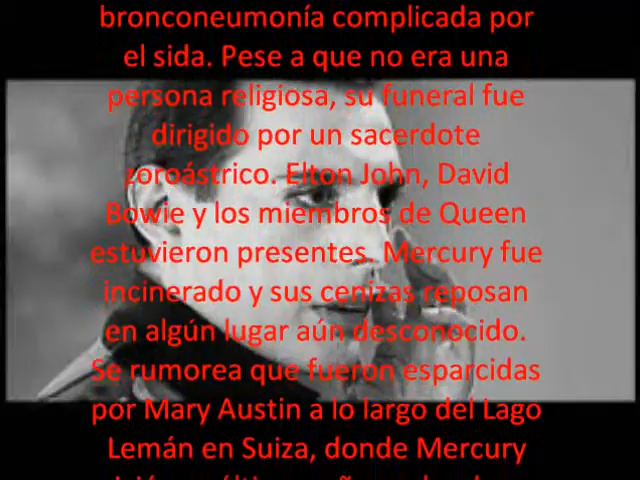 bronconeumonía complicada por
el sida. Pese a que no era una
persona religiosa, su funeral fue
dirigido por un sacerdote
zoroástrico. Elton John, David
Bowie y los miembros de Queen
estuvieron presentes. Mercury fue
incinerado y sus cenizas reposan
en algún lugar aún desconocido.
Se rumorea que fueron esparcidas
por Mary Austin a lo largo del Lago
Lemán en Suiza, donde Mercury